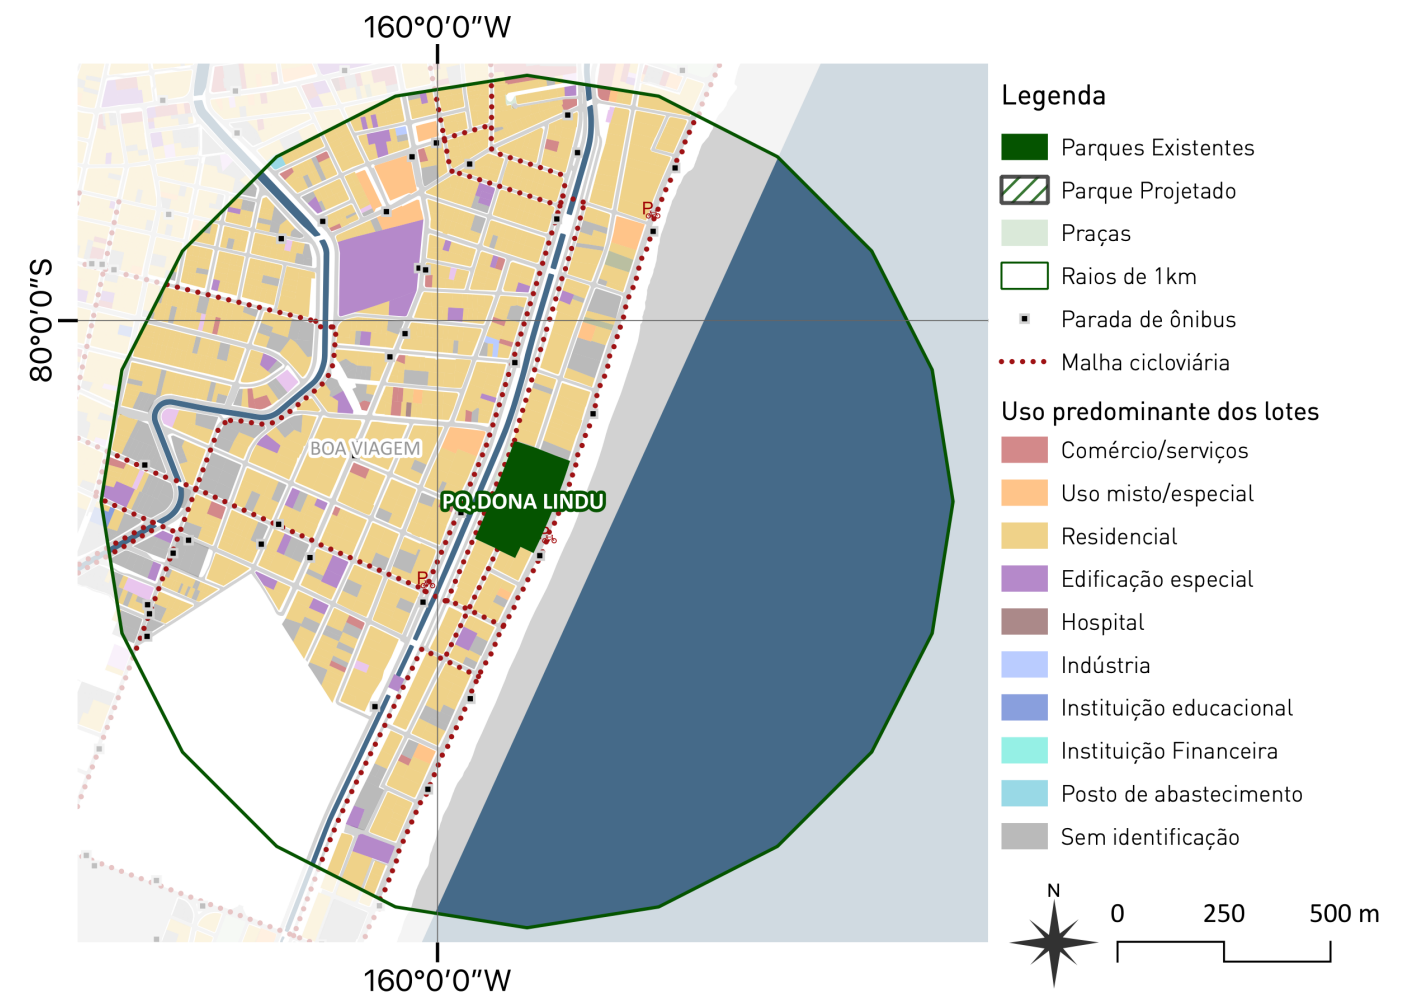 160°0′0″W
80°0′0″S
P
BOA VIAGEM
PQ.DONA LINDU
P
160°0′0″W
Legenda
Parques Existentes
Parque Projetado
Praças
Raios de 1km
Parada de ônibus
Malha cicloviária
Uso predominante dos lotes
Comércio/serviços
Uso misto/especial
Residencial
Edificação especial
Hospital
Indústria
Instituição educacional
Instituição Financeira
Posto de abastecimento
Sem identificação
N
0 250 500 m